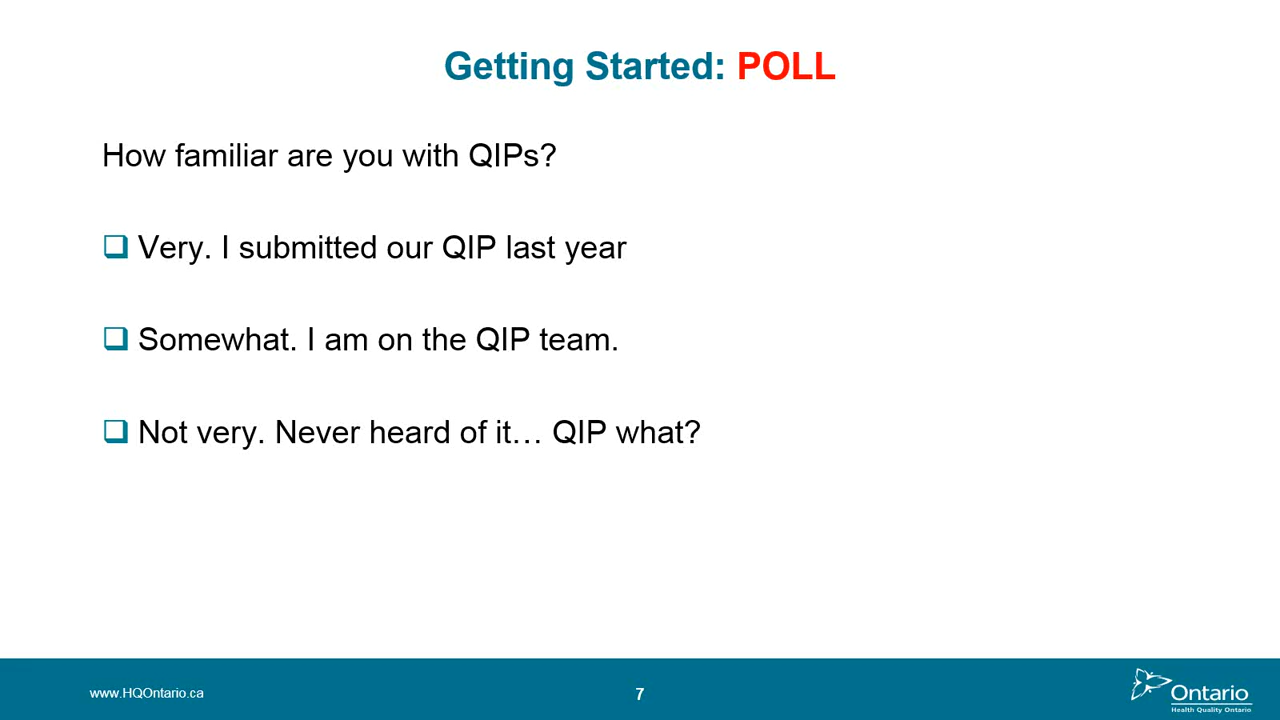 Getting Started: POLL
How familiar are you with QIPs?
Very. I submitted our QIP last year
Somewhat. I am on the QIP team.
Not very. Never heard of it… QIP what?
www.HQOntario.ca
7
Ontario
Health Quality Ontario